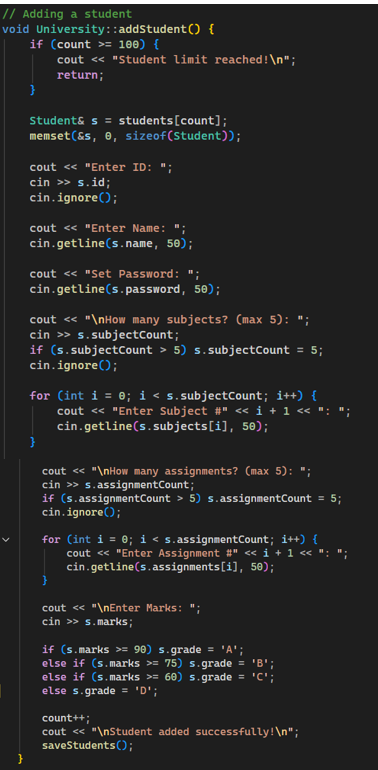 // Adding a student
void University::addStudent() {
    if (count >= 100) {
        cout << "Student limit reached!\n";
        return;
    }

    Student& s = students[count];
    memset(&s, 0, sizeof(Student));

    cout << "Enter ID: ";
    cin >> s.id;
    cin.ignore();

    cout << "Enter Name: ";
    cin.getline(s.name, 50);

    cout << "Set Password: ";
    cin.getline(s.password, 50);

    cout << "\nHow many subjects? (max 5): ";
    cin >> s.subjectCount;
    if (s.subjectCount > 5) s.subjectCount = 5;
    cin.ignore();

    for (int i = 0; i < s.subjectCount; i++) {
        cout << "Enter Subject #" << i + 1 << ": ";
        cin.getline(s.subjects[i], 50);
    }

    cout << "\nHow many assignments? (max 5): ";
    cin >> s.assignmentCount;
    if (s.assignmentCount > 5) s.assignmentCount = 5;
    cin.ignore();

    for (int i = 0; i < s.assignmentCount; i++) {
        cout << "Enter Assignment #" << i + 1 << ": ";
        cin.getline(s.assignments[i], 50);
    }

    cout << "\nEnter Marks: ";
    cin >> s.marks;

    if (s.marks >= 90) s.grade = 'A';
    else if (s.marks >= 75) s.grade = 'B';
    else if (s.marks >= 60) s.grade = 'C';
    else s.grade = 'D';

    count++;
    cout << "\nStudent added successfully!\n";
    saveStudents();
}